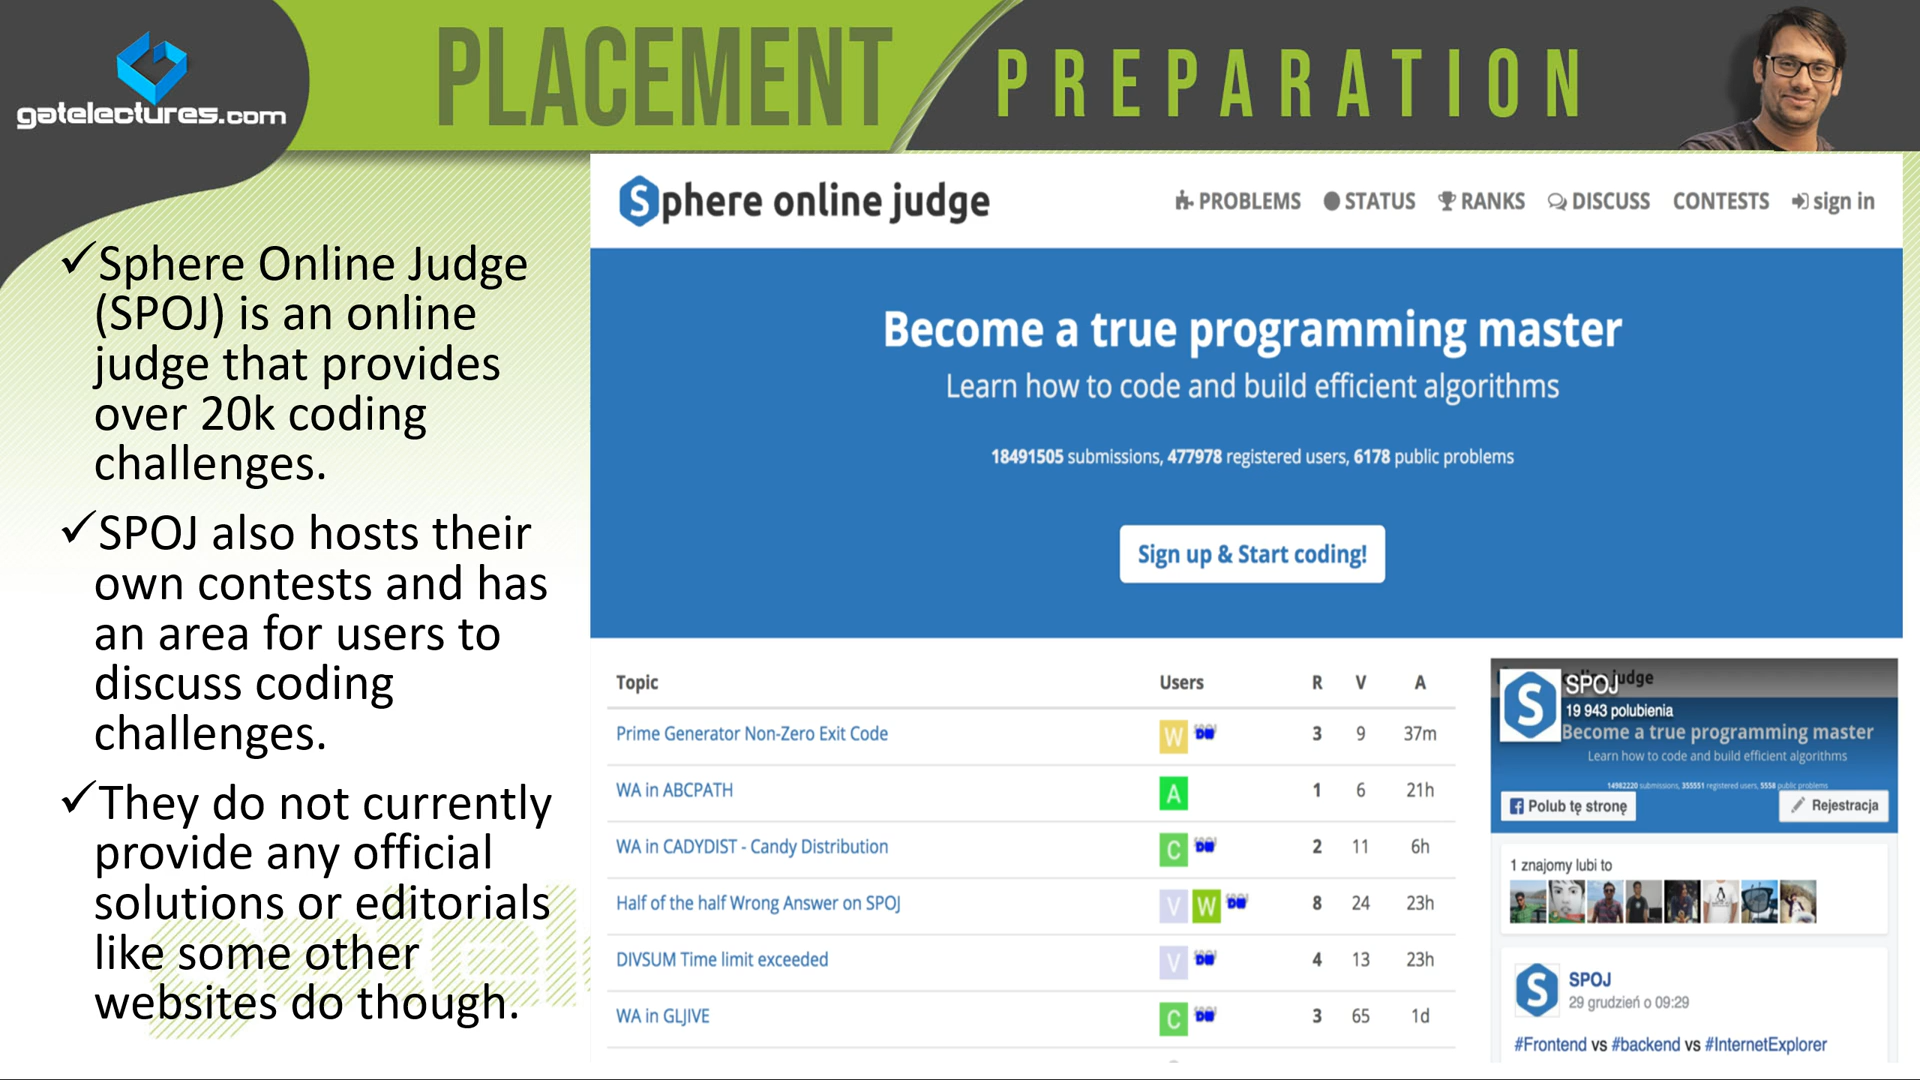 gatelectures.com
PLACEMENT PREPARATION
✓Sphere Online Judge
(SPOJ) is an online
judge that provides
over 20k coding
challenges.
✓SPOJ also hosts their
own contests and has
an area for users to
discuss coding
challenges.
✓They do not currently
provide any official
solutions or editorials
like some other
websites do though.
Sphere online judge
PROBLEMS STATUS RANKS DISCUSS CONTESTS sign in
Become a true programming master
Learn how to code and build efficient algorithms
18491505 submissions, 477978 registered users, 6178 public problems
Sign up & Start coding!
Topic Users R V A
Prime Generator Non-Zero Exit Code W 3 9 37m
WA in ABCPATH A 1 6 21h
WA in CADYDIST - Candy Distribution C 2 11 6h
Half of the half Wrong Answer on SPOJ V W 8 24 23h
DIVSUM Time limit exceeded V 4 13 23h
WA in GLJIVE C 3 65 1d
SPOJ
19 943 polubienia
Become a true programming master
Learn how to code and build efficient algorithms
14982220 submissions, 355551 registered users, 5558 public problems
Polub tę stronę
Rejestracja
1 znajomy lubi to
SPOJ
29 grudzień o 09:29
#Frontend vs #backend vs #InternetExplorer